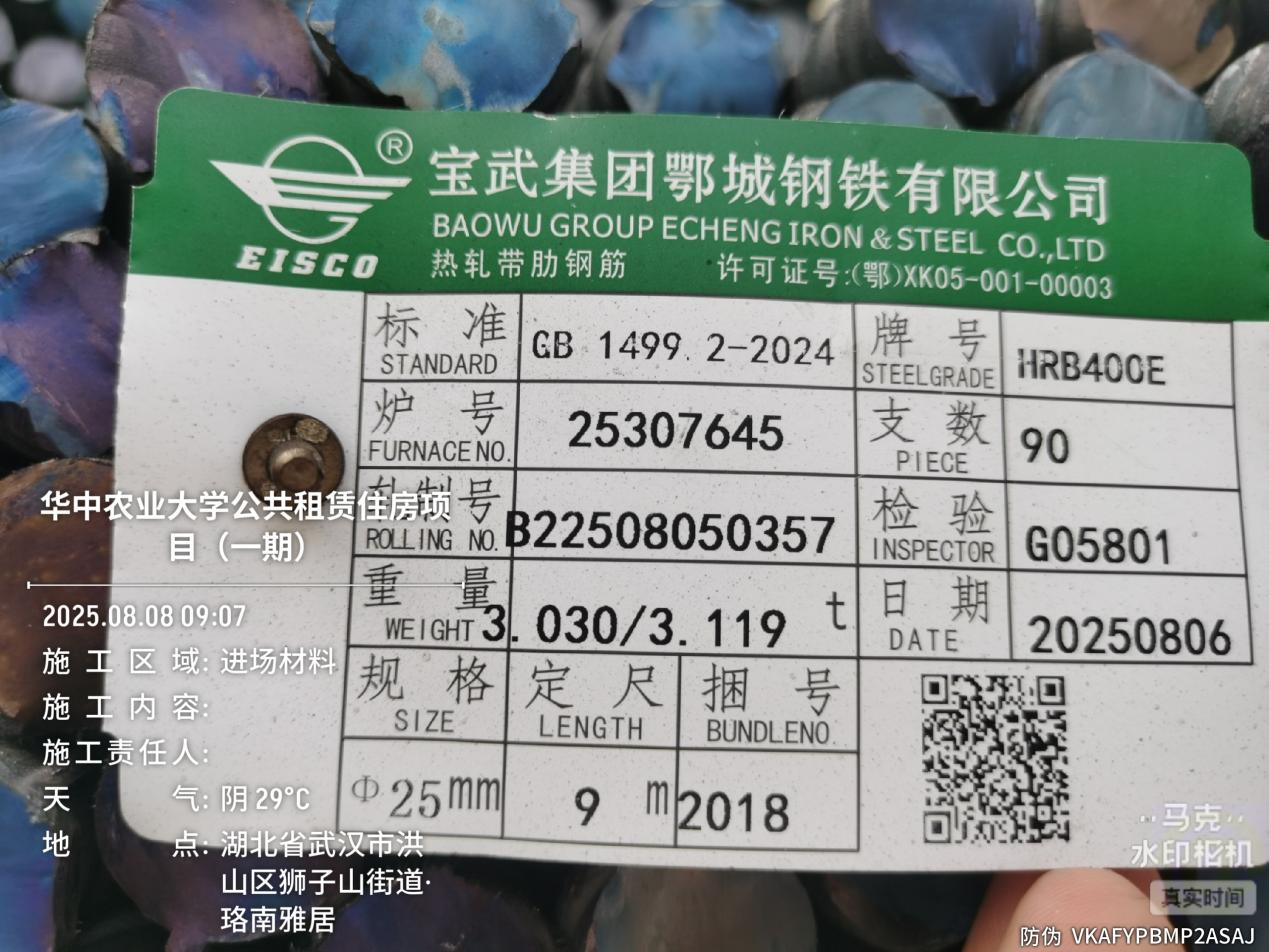 ®
宝武集团鄂城钢铁有限公司
BAOWU GROUP ECHENG IRON & STEEL CO.,LTD
EISCO
热轧带肋钢筋 许可证号:(鄂)XK05-001-00003
标准 STANDARD GB 1499.2-2024 牌号 STEELGRADE HRB400E
炉号 FURNACE NO. 25307645 支数 PIECE 90
轧制号 ROLLING NO. B22508050357 检验 INSPECTOR G05801
重量 WEIGHT 3.030/3.119 t 日期 DATE 20250806
规格 SIZE 定尺 LENGTH 捆号 BUNDLENO
Φ25mm 9 m 2018
华中农业大学公共租赁住房项
目（一期）
2025.08.08 09:07
施工区域: 进场材料
施工内容:
施工责任人:
天气: 阴 29°C
地点: 湖北省武汉市洪
山区狮子山街道·
珞南雅居
马克
水印相机
真实时间
防伪 VKAFYPBMP2ASAJ